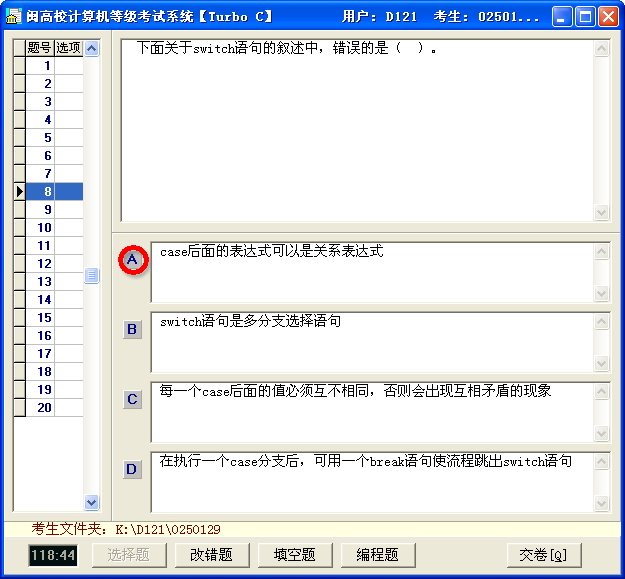 闽高校计算机等级考试系统【Turbo C】 用户: D121 考生: 02501...
题号 选项
1
2
3
4
5
6
7
8
9
10
11
12
13
14
15
16
17
18
19
20
下面关于switch语句的叙述中，错误的是（ ）。
A case后面的表达式可以是关系表达式
B switch语句是多分支选择语句
C 每一个case后面的值必须互不相同，否则会出现互相矛盾的现象
D 在执行一个case分支后，可用一个break语句使流程跳出switch语句
考生文件夹: K:\D121\0250129
118:44 选择题 改错题 填空题 编程题 交卷[Q]